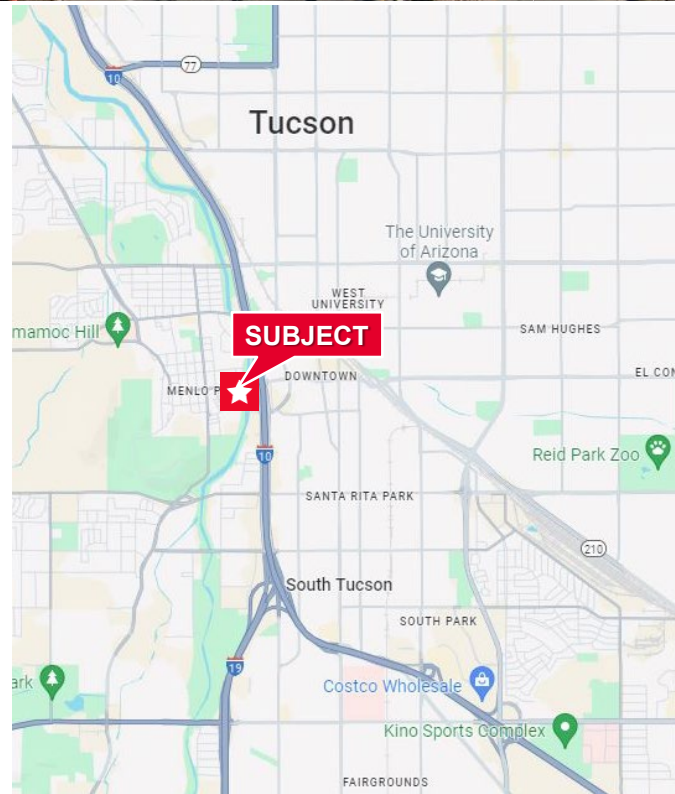 77
10
Tucson
The University
of Arizona
WEST
UNIVERSITY
mamoc Hill
SUBJECT
SAM HUGHES
DOWNTOWN
EL CON
MENLO P
10
Reid Park Zoo
SANTA RITA PARK
210
South Tucson
SOUTH PARK
19
ark
Costco Wholesale
Kino Sports Complex
FAIRGROUNDS